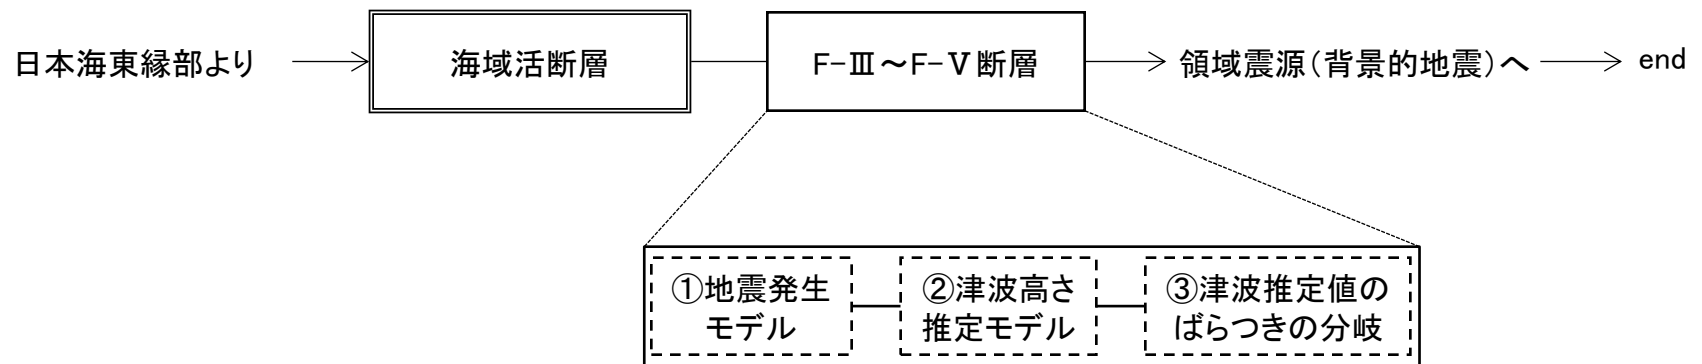 日本海東縁部より
海域活断層
F-Ⅲ～F-Ⅴ断層
領域震源(背景的地震)へ
end
①地震発生
モデル
②津波高さ
推定モデル
③津波推定値の
ばらつきの分岐